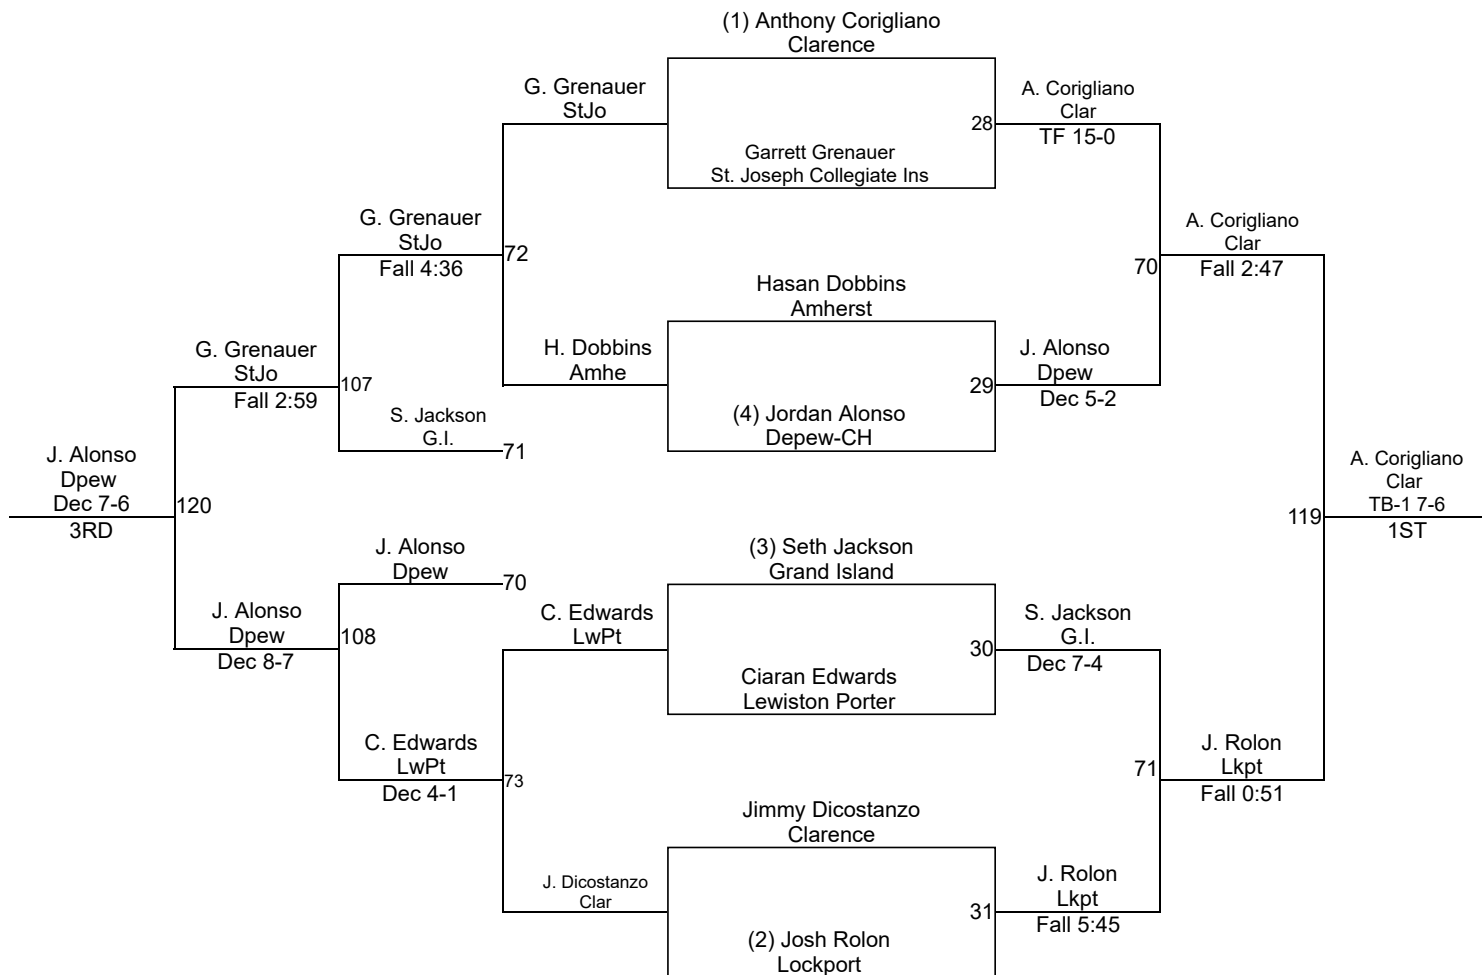 (1) Anthony Corigliano
Clarence
G. Grenauer
StJo
A. Corigliano
Clar
28
TF 15-0
Garrett Grenauer
St. Joseph Collegiate Ins
G. Grenauer
StJo
72
Fall 4:36
A. Corigliano
Clar
70
Fall 2:47
Hasan Dobbins
Amherst
G. Grenauer
StJo
107
Fall 2:59
H. Dobbins
Amhe
J. Alonso
Dpew
29
Dec 5-2
(4) Jordan Alonso
Depew-CH
S. Jackson
G.I.
71
J. Alonso
Dpew
Dec 7-6
120
3RD
A. Corigliano
Clar
TB-1 7-6
119
1ST
J. Alonso
Dpew
70
(3) Seth Jackson
Grand Island
J. Alonso
Dpew
108
Dec 8-7
C. Edwards
LwPt
S. Jackson
G.I.
30
Dec 7-4
Ciaran Edwards
Lewiston Porter
C. Edwards
LwPt
73
Dec 4-1
J. Rolon
Lkpt
71
Fall 0:51
Jimmy Dicostanzo
Clarence
J. Dicostanzo
Clar
J. Rolon
Lkpt
31
Fall 5:45
(2) Josh Rolon
Lockport